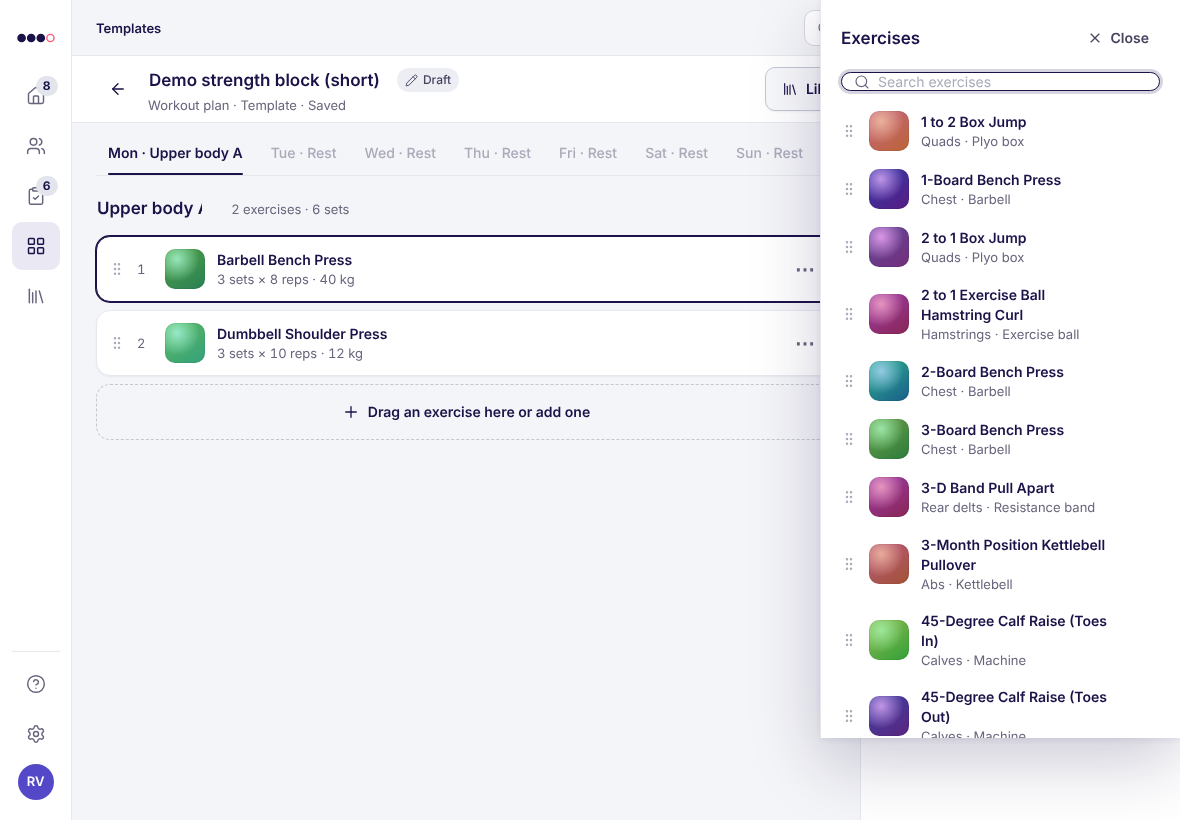 Templates
8
6
RV
Demo strength block (short)
Draft
Workout plan · Template · Saved
Mon · Upper body A
Tue · Rest
Wed · Rest
Thu · Rest
Fri · Rest
Sat · Rest
Sun · Rest
Upper body
2 exercises · 6 sets
1
Barbell Bench Press
3 sets × 8 reps · 40 kg
2
Dumbbell Shoulder Press
3 sets × 10 reps · 12 kg
Drag an exercise here or add one
Exercises
Close
Search exercises
1 to 2 Box Jump
Quads · Plyo box
1-Board Bench Press
Chest · Barbell
2 to 1 Box Jump
Quads · Plyo box
2 to 1 Exercise Ball
Hamstring Curl
Hamstrings · Exercise ball
2-Board Bench Press
Chest · Barbell
3-Board Bench Press
Chest · Barbell
3-D Band Pull Apart
Rear delts · Resistance band
3-Month Position Kettlebell
Pullover
Abs · Kettlebell
45-Degree Calf Raise (Toes
In)
Calves · Machine
45-Degree Calf Raise (Toes
Out)
Calves · Machine